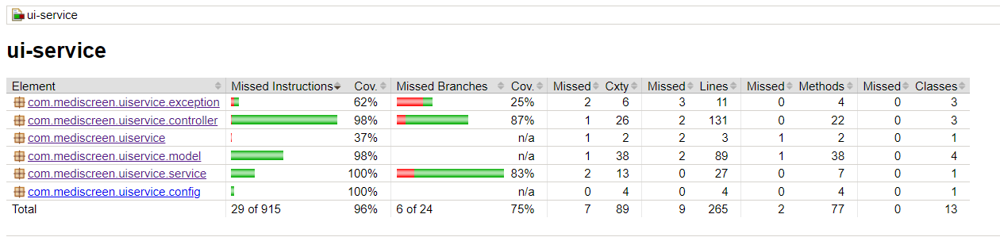 ui-service
ui-service
Element Missed Instructions Cov. Missed Branches Cov. Missed Cxty Missed Lines Missed Methods Missed Classes
com.mediscreen.uiservice.exception 62% 25% 2 6 3 11 0 4 0 3
com.mediscreen.uiservice.controller 98% 87% 1 26 2 131 0 22 0 3
com.mediscreen.uiservice 37% n/a 1 2 2 3 1 2 0 1
com.mediscreen.uiservice.model 98% n/a 1 38 2 89 1 38 0 4
com.mediscreen.uiservice.service 100% 83% 2 13 0 27 0 7 0 1
com.mediscreen.uiservice.config 100% n/a 0 4 0 4 0 4 0 1
Total 29 of 915 96% 6 of 24 75% 7 89 9 265 2 77 0 13